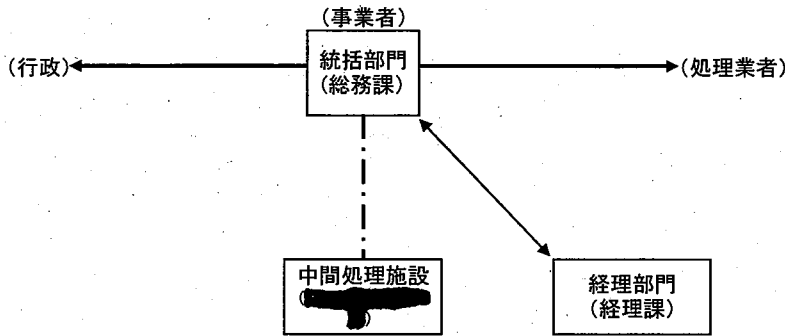 (事業者)
統括部門
(総務課)
(行政)
(処理業者)
中間処理施設
経理部門
(経理課)